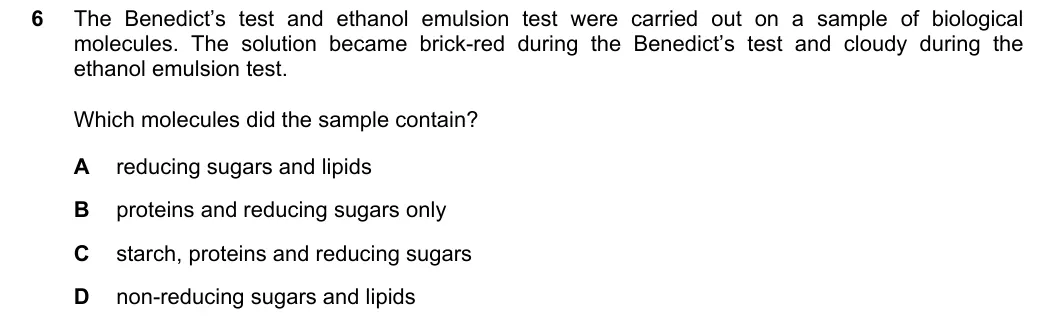 6 The Benedict's test and ethanol emulsion test were carried out on a sample of biological
molecules. The solution became brick-red during the Benedict's test and cloudy during the
ethanol emulsion test.
Which molecules did the sample contain?
A reducing sugars and lipids
B proteins and reducing sugars only
C starch, proteins and reducing sugars
D non-reducing sugars and lipids